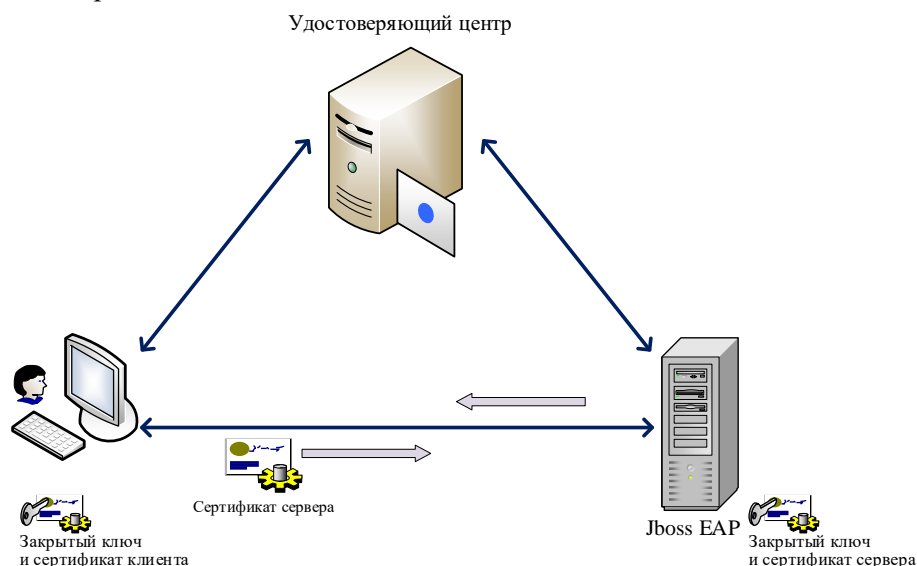 Удостоверяющий центр
Сертификат сервера
Jboss EAP
Закрытый ключ
и сертификат клиента
Закрытый ключ
и сертификат сервера